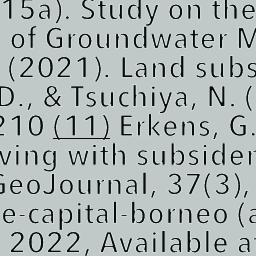 15a). Study on the
of Groundwater M
(2021). Land subs
D., & Tsuchiya, N. (
210 (11) Erkens, G.
ving with subsiden
GeoJournal, 37(3),
e-capital-borneo (a
2022, Available a